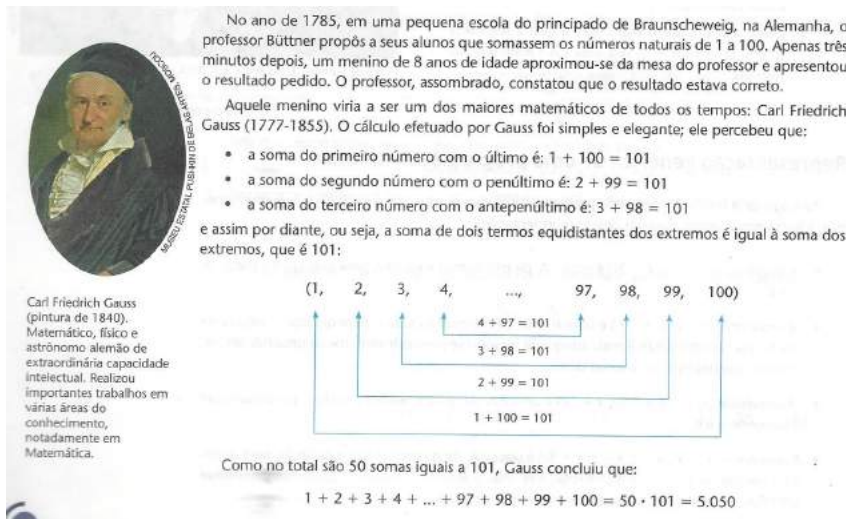 No ano de 1785, em uma pequena escola do principado de Braunscheweig, na Alemanha, o
professor Büttner propôs a seus alunos que somassem os números naturais de 1 a 100. Apenas três
minutos depois, um menino de 8 anos de idade aproximou-se da mesa do professor e apresentou
o resultado pedido. O professor, assombrado, constatou que o resultado estava correto.
Aquele menino viria a ser um dos maiores matemáticos de todos os tempos: Carl Friedrich
Gauss (1777-1855). O cálculo efetuado por Gauss foi simples e elegante; ele percebeu que:
• a soma do primeiro número com o último é: 1 + 100 = 101
• a soma do segundo número com o penúltimo é: 2 + 99 = 101
• a soma do terceiro número com o antepenúltimo é: 3 + 98 = 101
e assim por diante, ou seja, a soma de dois termos equidistantes dos extremos é igual à soma dos
extremos, que é 101:
MUSEU ESTATAL PUSHKIN DE BELAS ARTES, MOSCOU
Carl Friedrich Gauss
(pintura de 1840).
Matemático, físico e
astrônomo alemão de
extraordinária capacidade
intelectual. Realizou
importantes trabalhos em
várias áreas do
conhecimento,
notadamente em
Matemática.
(1, 2, 3, 4, ..., 97, 98, 99, 100)
4 + 97 = 101
3 + 98 = 101
2 + 99 = 101
1 + 100 = 101
Como no total são 50 somas iguais a 101, Gauss concluiu que:
1 + 2 + 3 + 4 + ... + 97 + 98 + 99 + 100 = 50 · 101 = 5.050